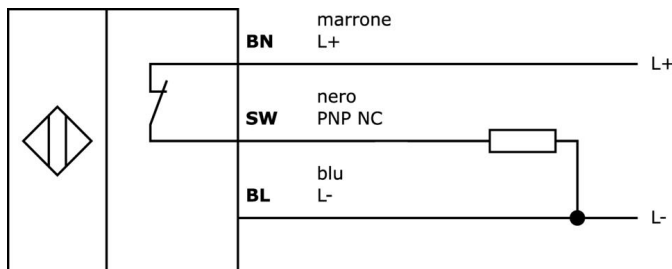 marrone
BN L+
L+
nero
SW PNP NC
blu
BL L-
L-